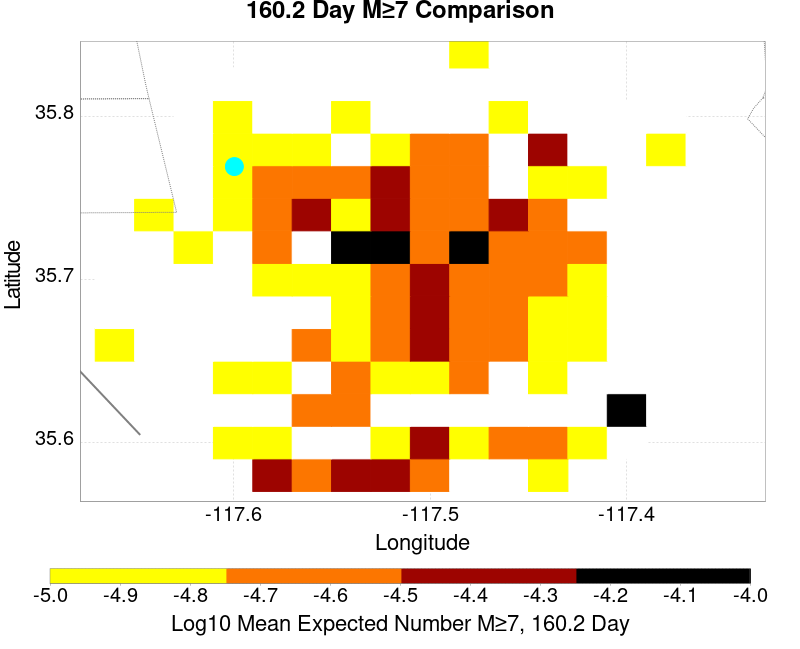 160.2 Day M≥7 Comparison
35.8
35.7
35.6
Latitude
-117.6 -117.5 -117.4
Longitude
-5.0 -4.9 -4.8 -4.7 -4.6 -4.5 -4.4 -4.3 -4.2 -4.1 -4.0
Log10 Mean Expected Number M≥7, 160.2 Day